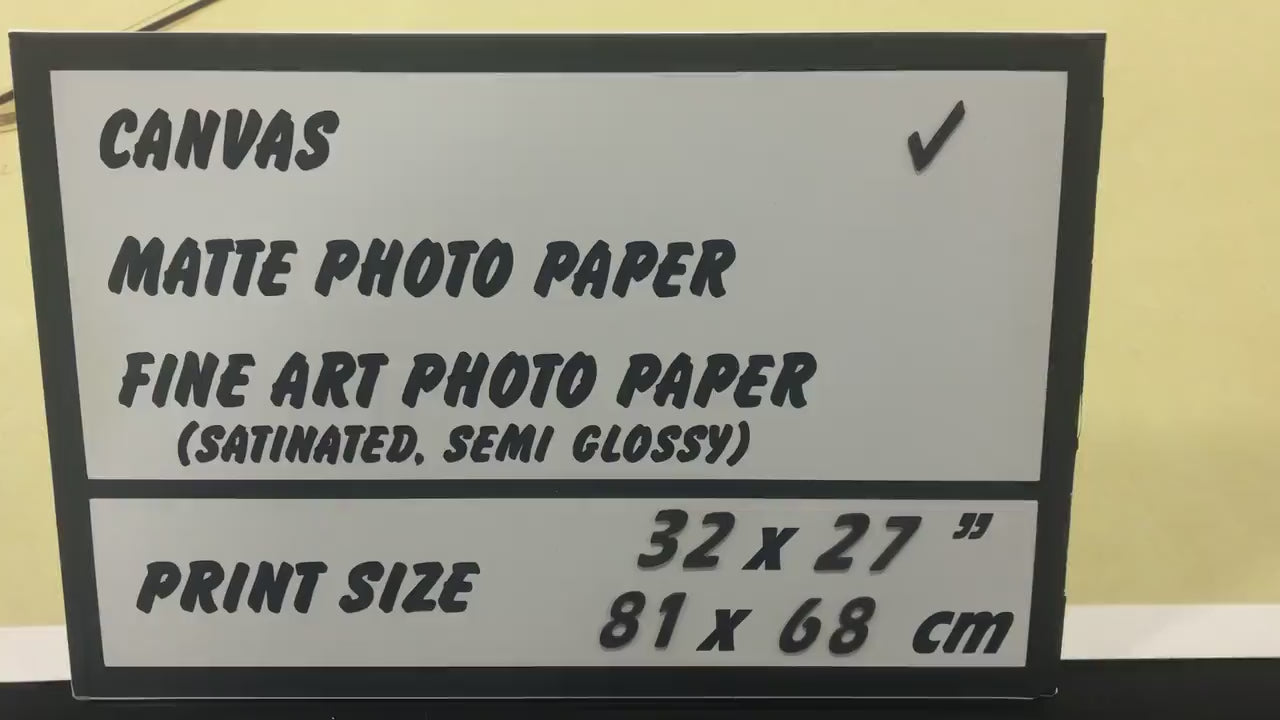 CANVAS ✓
MATTE PHOTO PAPER
FINE ART PHOTO PAPER
(SATINATED, SEMI GLOSSY)
PRINT SIZE
32 x 27 ”
81 x 68 cm